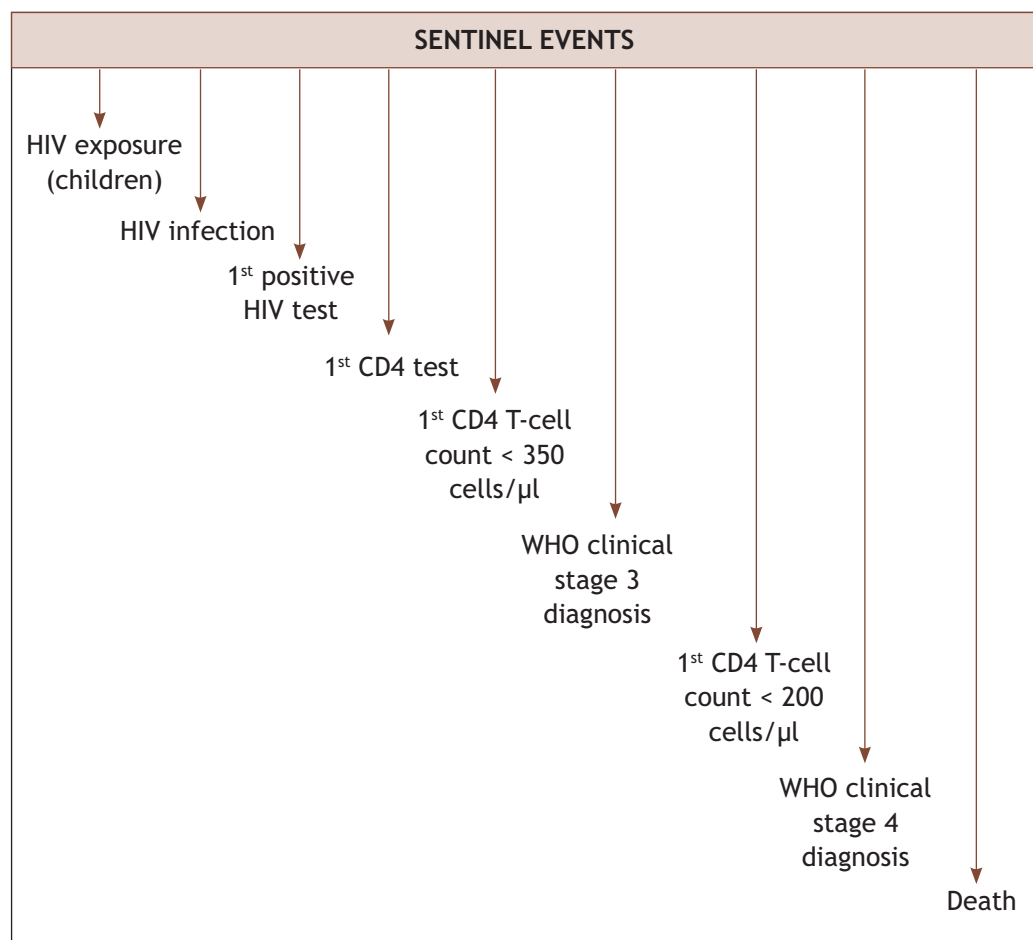 SENTINEL EVENTS
HIV exposure
(children)
HIV infection
1st positive
HIV test
1st CD4 test
1st CD4 T-cell
count < 350
cells/µl
WHO clinical
stage 3
diagnosis
1st CD4 T-cell
count < 200
cells/µl
WHO clinical
stage 4
diagnosis
Death